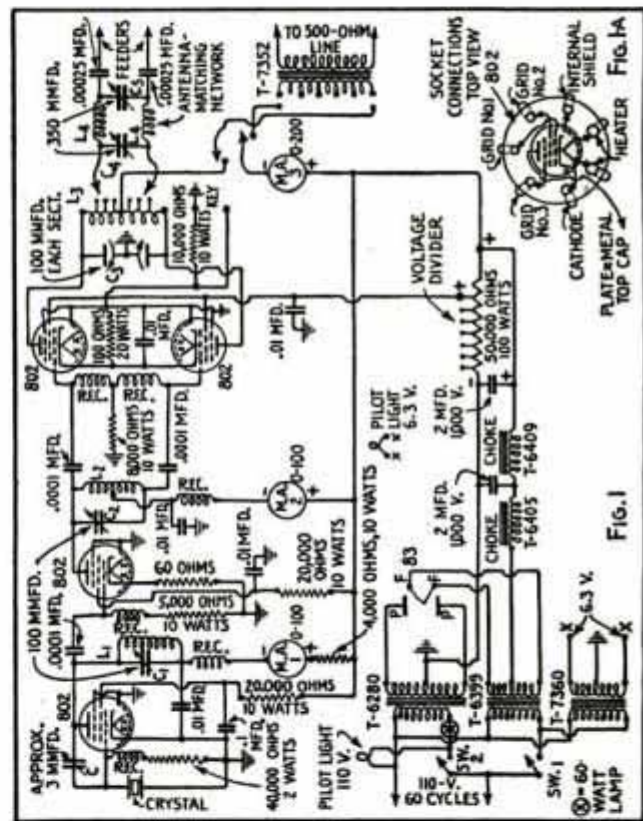 APPROX.
3 MMFD.
802
C
R.F.C.
CRYSTAL
40,000 OHMS
2 WATTS
.0001 MFD.
100 MMFD.
L1
C1
.01 MFD
.1
MFD.
20,000 OHMS
10 WATTS
R.F.C.
M.A.
1
0-100
+
4,000 OHMS, 10 WATTS
802
R.F.C.
5,000 OHMS
10 WATTS
60 OHMS
.01 MFD.
20,000
OHMS
10 WATTS
.0001 MFD.
L2
C2
.01 MFD.
R.F.C.
M.A.
2
0-100
+
.0001 MFD.
8,000 OHMS
10 WATTS
R.F.C.
R.F.C.
802
802
100 OHMS
20 WATTS
.01
MFD.
.01 MFD.
100 MMFD.
EACH SECT.
C3
L3
10,000 OHMS
10 WATTS
KEY
350 MMFD.
L4
C4
L4
C5
.00025 MFD.
FEEDERS
.00025 MFD.
ANTENNA-
MATCHING
NETWORK
T-7352
TO 500-OHM
LINE
M.A.
3
0-200
+
PILOT LIGHT
110 V.
110-V.
60 CYCLES
SW.
2
SW.1
X = 60-
WATT
LAMP
T-6280
T-6399
T-7360
P
P
F
F
83
6.3 V.
X
X
CHOKE
T-6405
2 MFD.
1,000 V.
CHOKE
T-6409
2 MFD.
1,000 V.
PILOT
LIGHT
6.3 V.
X
X
50,000 OHMS
100 WATTS
VOLTAGE
DIVIDER
Fig.1
SOCKET
CONNECTIONS
TOP VIEW
802
GRID No.1
GRID
No.2
INTERNAL
SHIELD
GRID
No.3
CATHODE
HEATER
PLATE=METAL
TOP CAP
FIG.1A